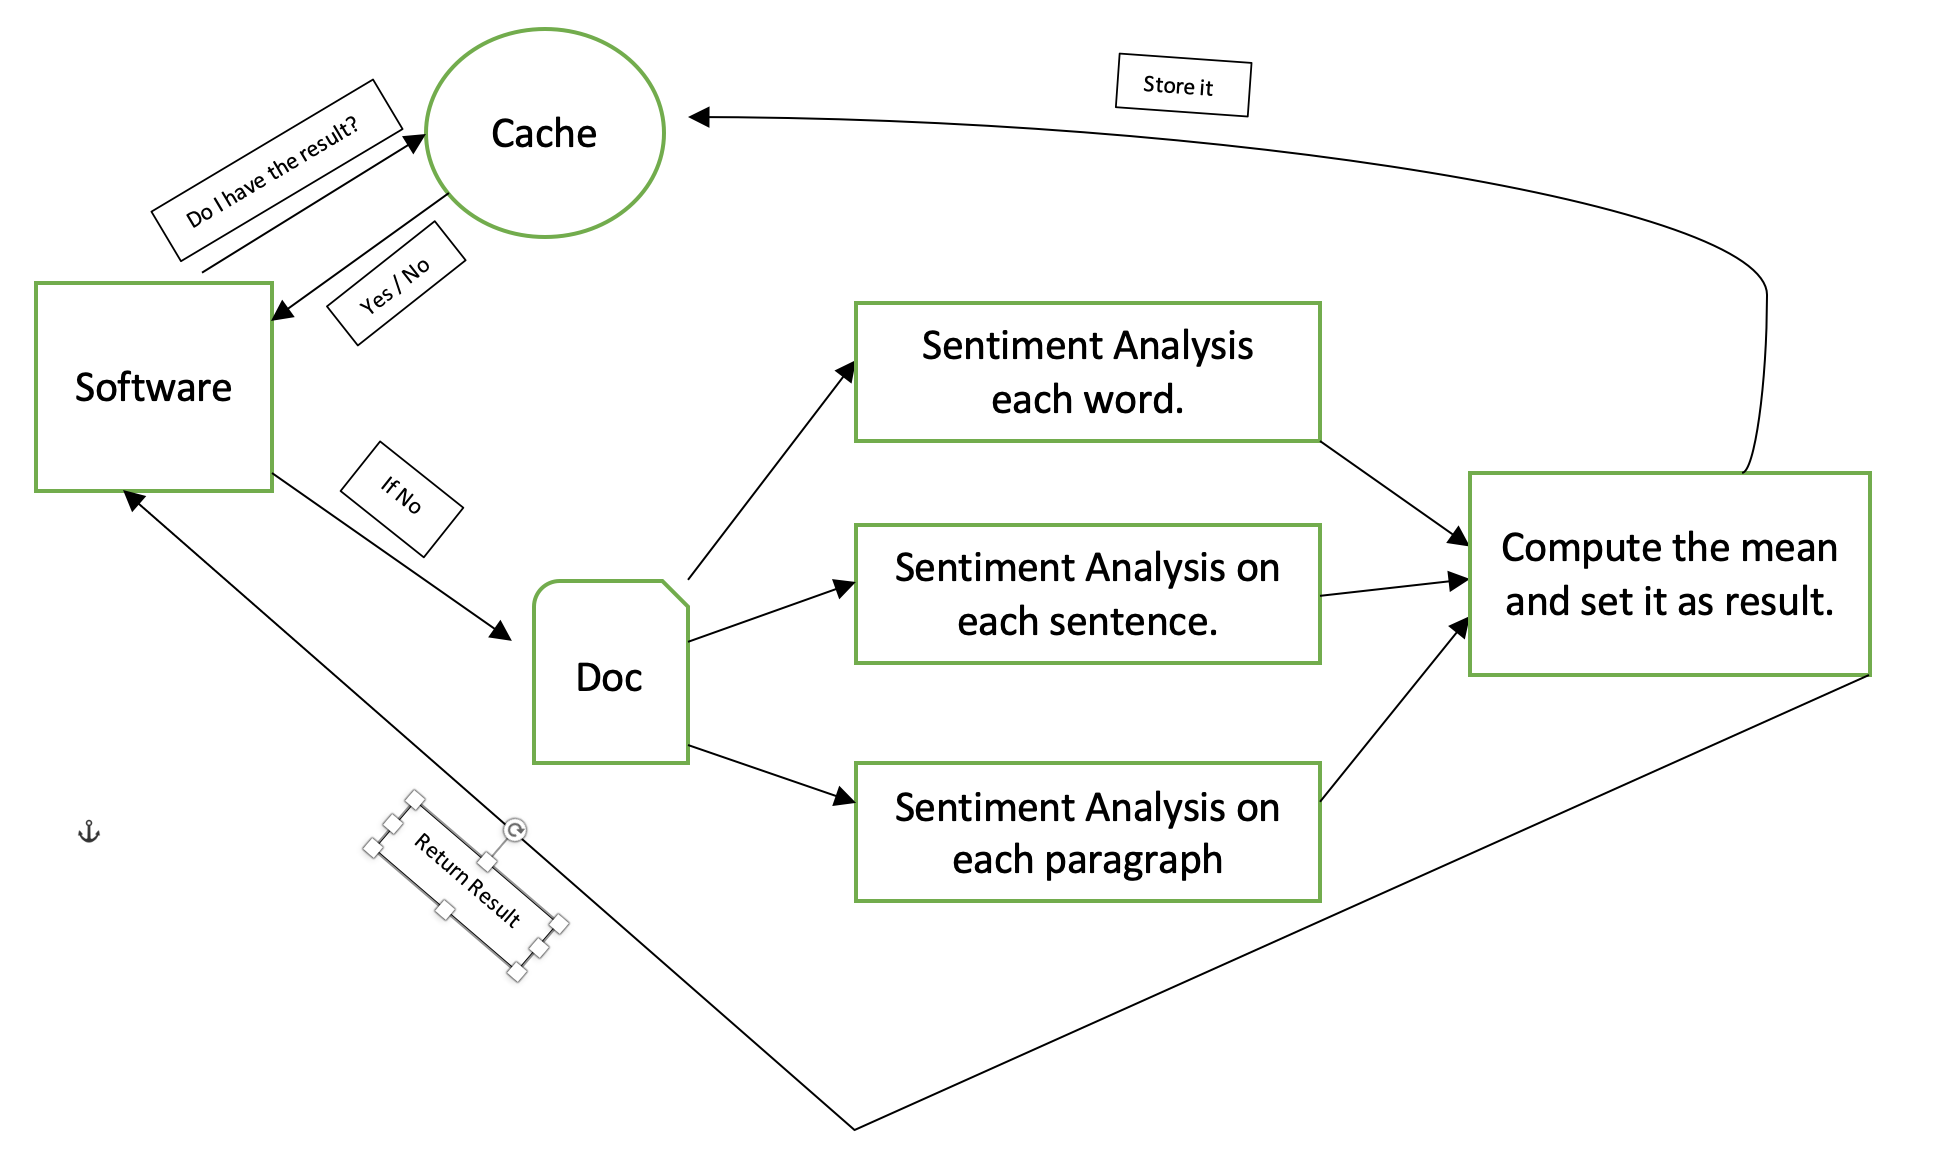 Cache
Store it
Do I have the result?
Yes / No
Software
If No
Doc
Sentiment Analysis
each word.
Sentiment Analysis on
each sentence.
Sentiment Analysis on
each paragraph
Compute the mean
and set it as result.
Return Result